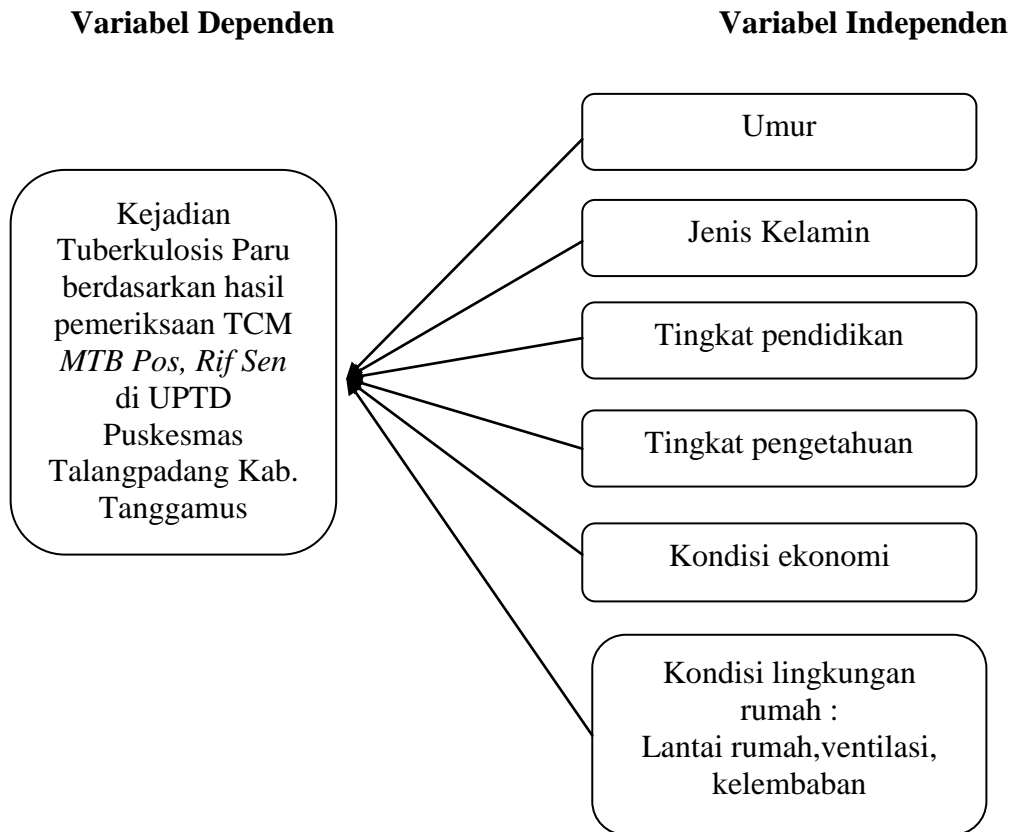 Variabel Dependen
Variabel Independen
Kejadian
Tuberkulosis Paru
berdasarkan hasil
pemeriksaan TCM
MTB Pos, Rif Sen
di UPTD
Puskesmas
Talangpadang Kab.
Tanggamus
Umur
Jenis Kelamin
Tingkat pendidikan
Tingkat pengetahuan
Kondisi ekonomi
Kondisi lingkungan
rumah :
Lantai rumah,ventilasi,
kelembaban